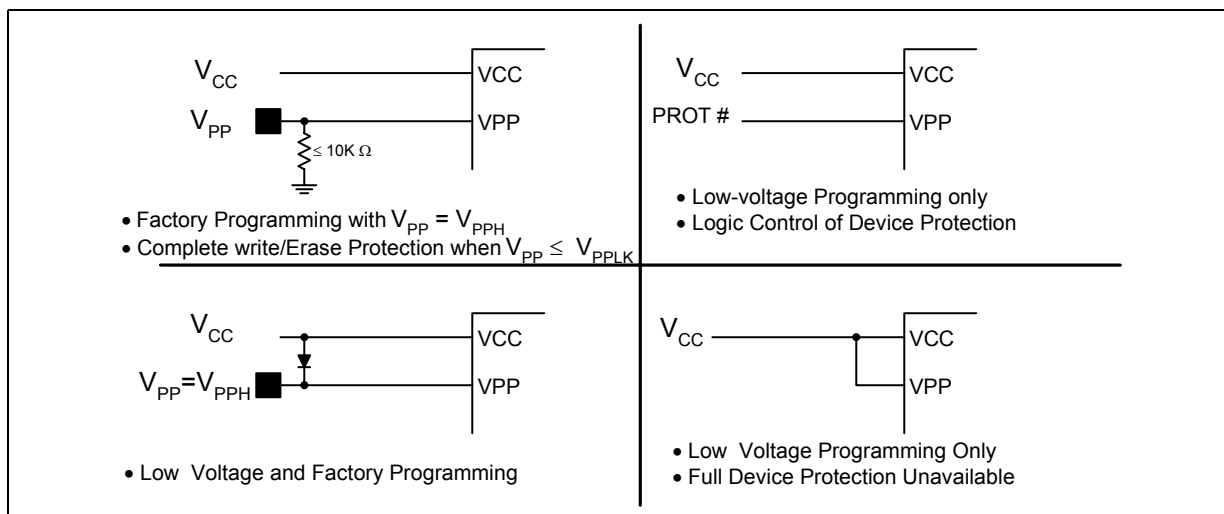 V_CC VCC
V_PP VPP
≤ 10K Ω
• Factory Programming with V_PP = V_PPH
• Complete write/Erase Protection when V_PP ≤ V_PPLK
V_CC VCC
PROT # VPP
• Low-voltage Programming only
• Logic Control of Device Protection
V_CC VCC
V_PP=V_PPH VPP
• Low Voltage and Factory Programming
V_CC VCC
VPP
• Low Voltage Programming Only
• Full Device Protection Unavailable